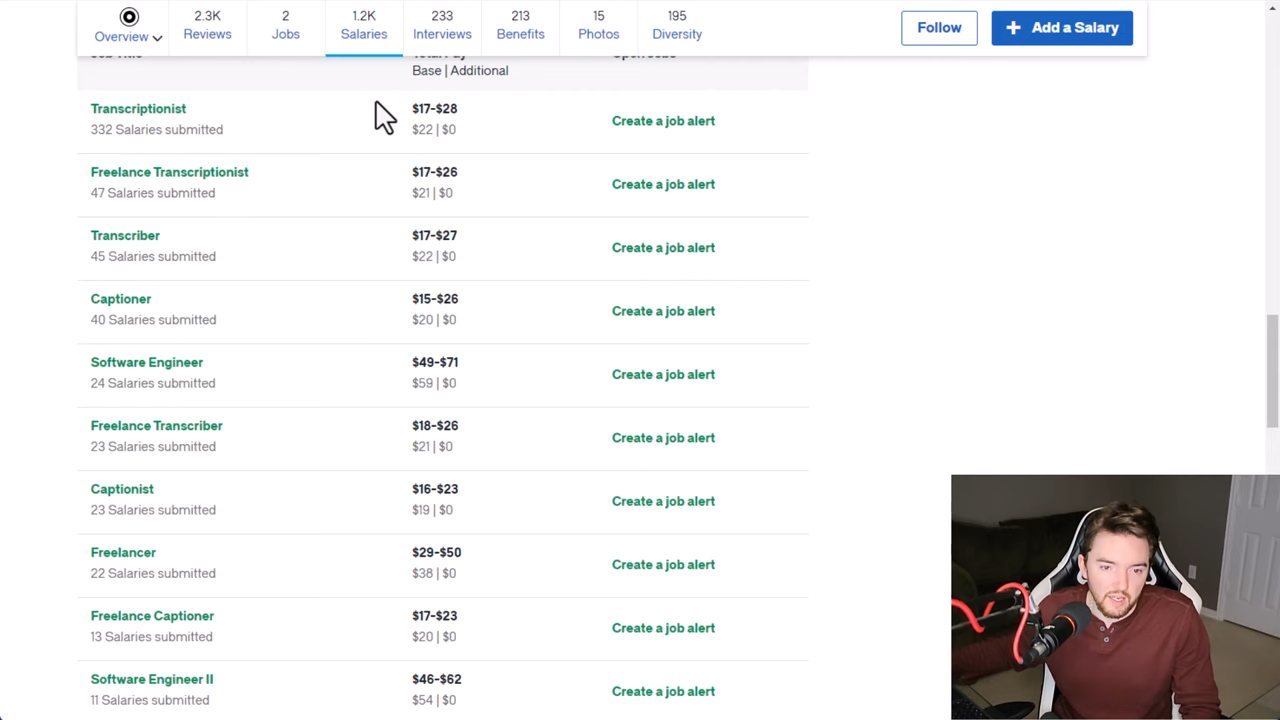 Overview
2.3K
Reviews
2
Jobs
1.2K
Salaries
233
Interviews
213
Benefits
15
Photos
195
Diversity
Follow
+ Add a Salary
Job Title
Total Pay
Base | Additional
Open Jobs
Transcriptionist
332 Salaries submitted
$17-$28
$22 | $0
Create a job alert
Freelance Transcriptionist
47 Salaries submitted
$17-$26
$21 | $0
Create a job alert
Transcriber
45 Salaries submitted
$17-$27
$22 | $0
Create a job alert
Captioner
40 Salaries submitted
$15-$26
$20 | $0
Create a job alert
Software Engineer
24 Salaries submitted
$49-$71
$59 | $0
Create a job alert
Freelance Transcriber
23 Salaries submitted
$18-$26
$21 | $0
Create a job alert
Captionist
23 Salaries submitted
$16-$23
$19 | $0
Create a job alert
Freelancer
22 Salaries submitted
$29-$50
$38 | $0
Create a job alert
Freelance Captioner
13 Salaries submitted
$17-$23
$20 | $0
Create a job alert
Software Engineer II
11 Salaries submitted
$46-$62
$54 | $0
Create a job alert